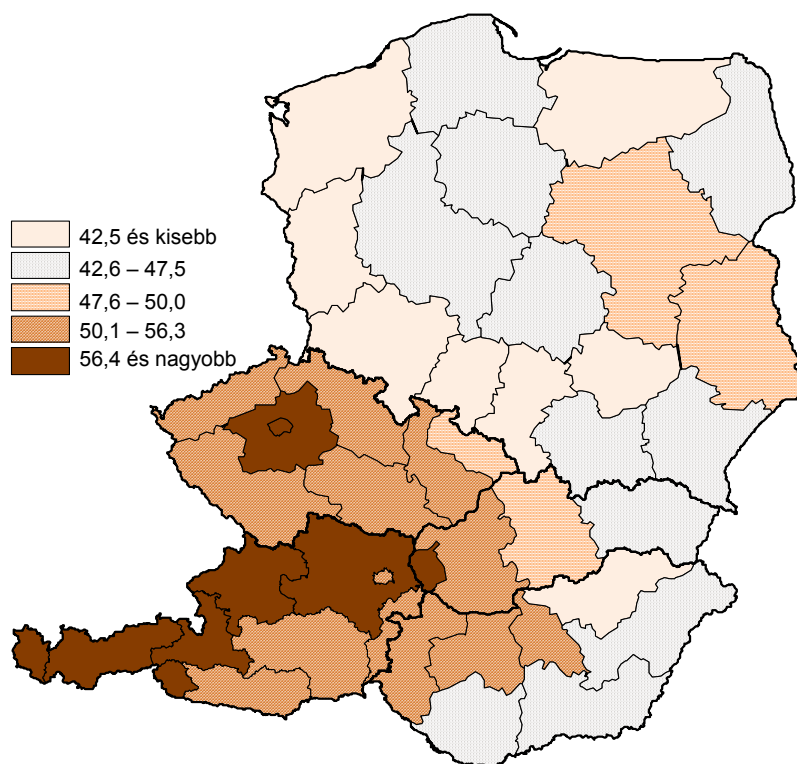 42,5 és kisebb
42,6 – 47,5
47,6 – 50,0
50,1 – 56,3
56,4 és nagyobb